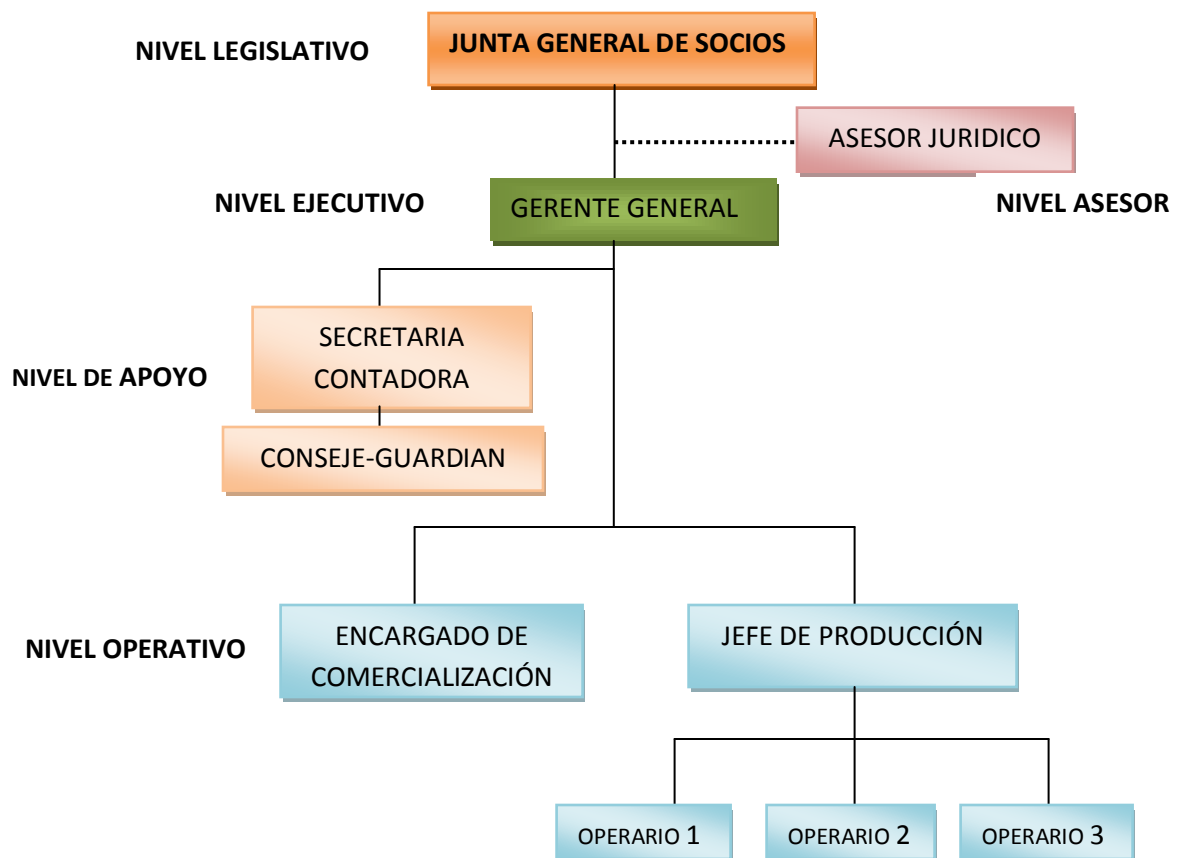 NIVEL LEGISLATIVO
JUNTA GENERAL DE SOCIOS
ASESOR JURIDICO
NIVEL EJECUTIVO
GERENTE GENERAL
NIVEL ASESOR
SECRETARIA
CONTADORA
NIVEL DE APOYO
CONSEJE-GUARDIAN
NIVEL OPERATIVO
ENCARGADO DE
COMERCIALIZACIÓN
JEFE DE PRODUCCIÓN
OPERARIO 1
OPERARIO 2
OPERARIO 3